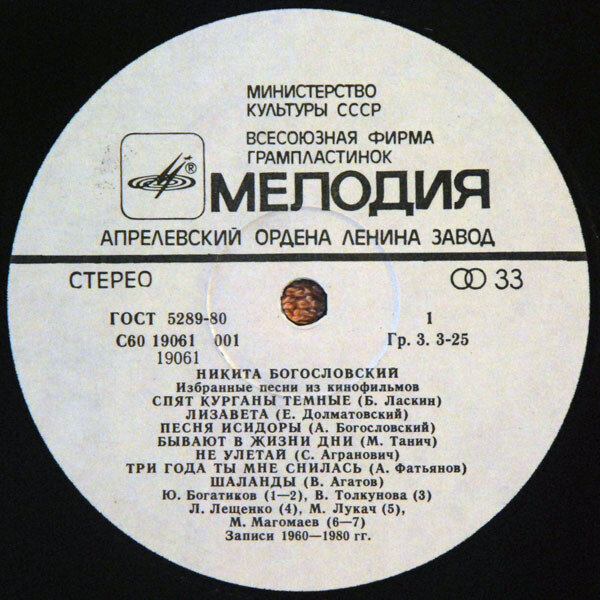 МИНИСТЕРСТВО
КУЛЬТУРЫ СССР
ВСЕСОЮЗНАЯ ФИРМА
ГРАМПЛАСТИНОК
®
МЕЛОДИЯ
АПРЕЛЕВСКИЙ ОРДЕНА ЛЕНИНА ЗАВОД
СТЕРЕО 33
ГОСТ 5289-80 1
С60 19061 001 Гр. 3. 3-25
19061
НИКИТА БОГОСЛОВСКИЙ
Избранные песни из кинофильмов
СПЯТ КУРГАНЫ ТЕМНЫЕ (Б. Ласкин)
ЛИЗАВЕТА (Е. Долматовский)
ПЕСНЯ ИСИДОРЫ (А. Богословский)
БЫВАЮТ В ЖИЗНИ ДНИ (М. Танич)
НЕ УЛЕТАЙ (С. Агранович)
ТРИ ГОДА ТЫ МНЕ СНИЛАСЬ (А. Фатьянов)
ШАЛАНДЫ (В. Агатов)
Ю. Богатиков (1—2), В. Толкунова (3)
Л. Лещенко (4), М. Лукач (5),
М. Магомаев (6—7)
Записи 1960—1980 гг.